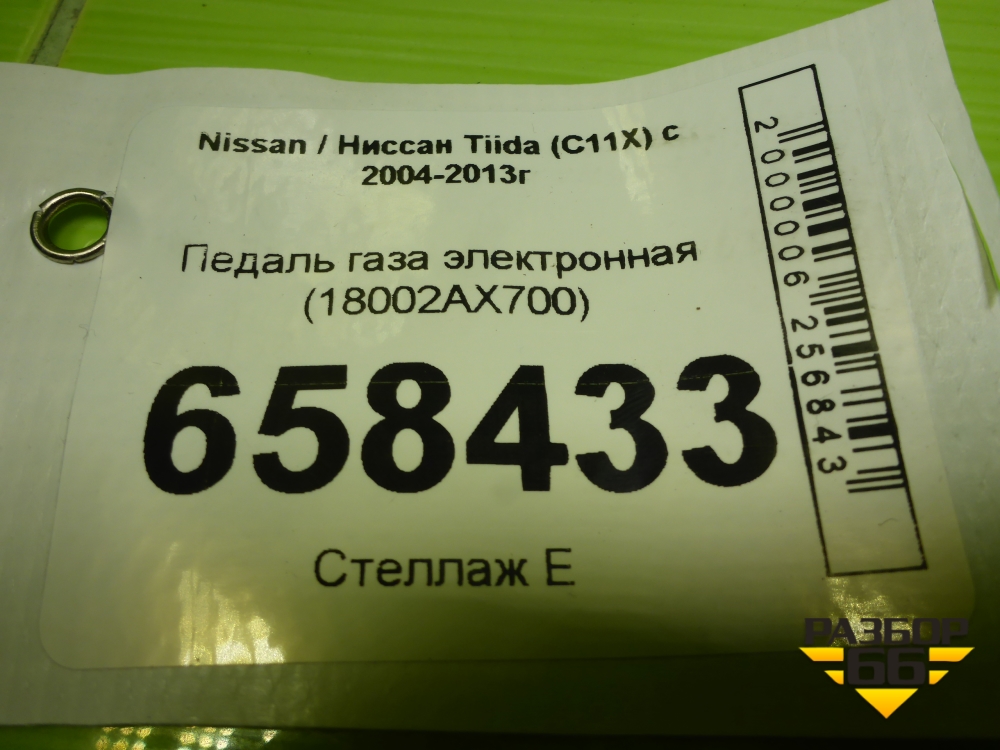 Nissan / Ниссан Tiida (C11X) с
2004-2013г
Педаль газа электронная
(18002AX700)
658433
Стеллаж Е
2000006256843
РАЗБОР
66